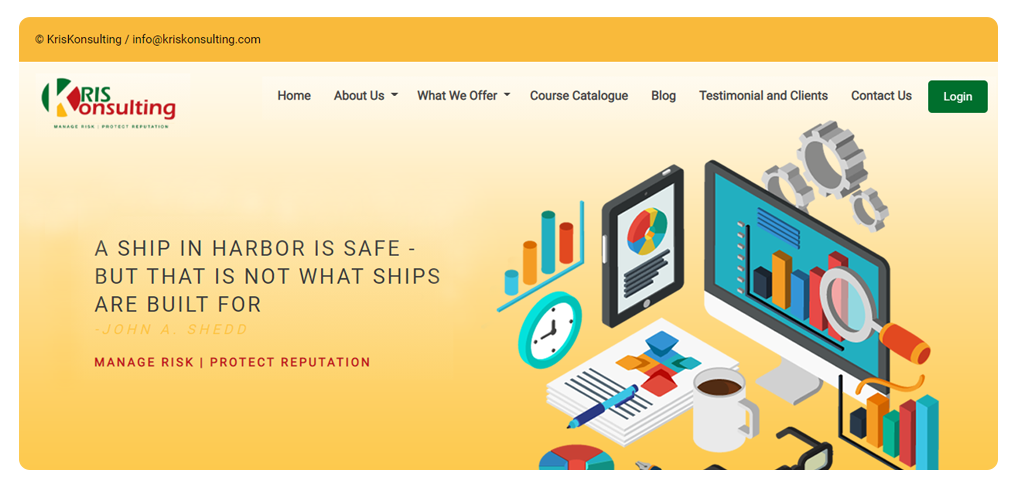 © KrisKonsulting / info@kriskonsulting.com
KRIS
Konsulting
MANAGE RISK | PROTECT REPUTATION
Home About Us What We Offer Course Catalogue Blog Testimonial and Clients Contact Us Login
A SHIP IN HARBOR IS SAFE -
BUT THAT IS NOT WHAT SHIPS
ARE BUILT FOR
-JOHN A. SHEDD
MANAGE RISK | PROTECT REPUTATION